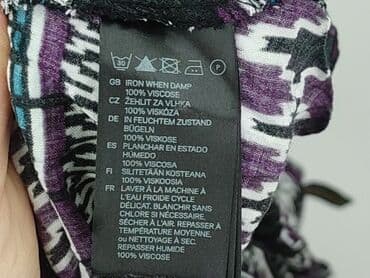 30 P
GB IRON WHEN DAMP
100% VISCOSE
CZ ŽEHLIT ZA VLHKA
100% VISKÓZA
DE IN FEUCHTEM ZUSTAND
BÜGELN
100% VISKOSE
ES PLANCHAR EN ESTADO
HÚMEDO
100% VISCOSA
FI SILITETÄÄN KOSTEANA
100% VISKOOSIA
FR LAVER À LA MACHINE À
L'EAU FROIDE CYCLE
DÉLICAT. BLANCHIR SANS
CHLORE SI NÉCESSAIRE.
SÉCHER À L'AIR. REPASSER À
TEMPÉRATURE MOYENNE
ou NETTOYAGE À SEC.
100% VISCOSE